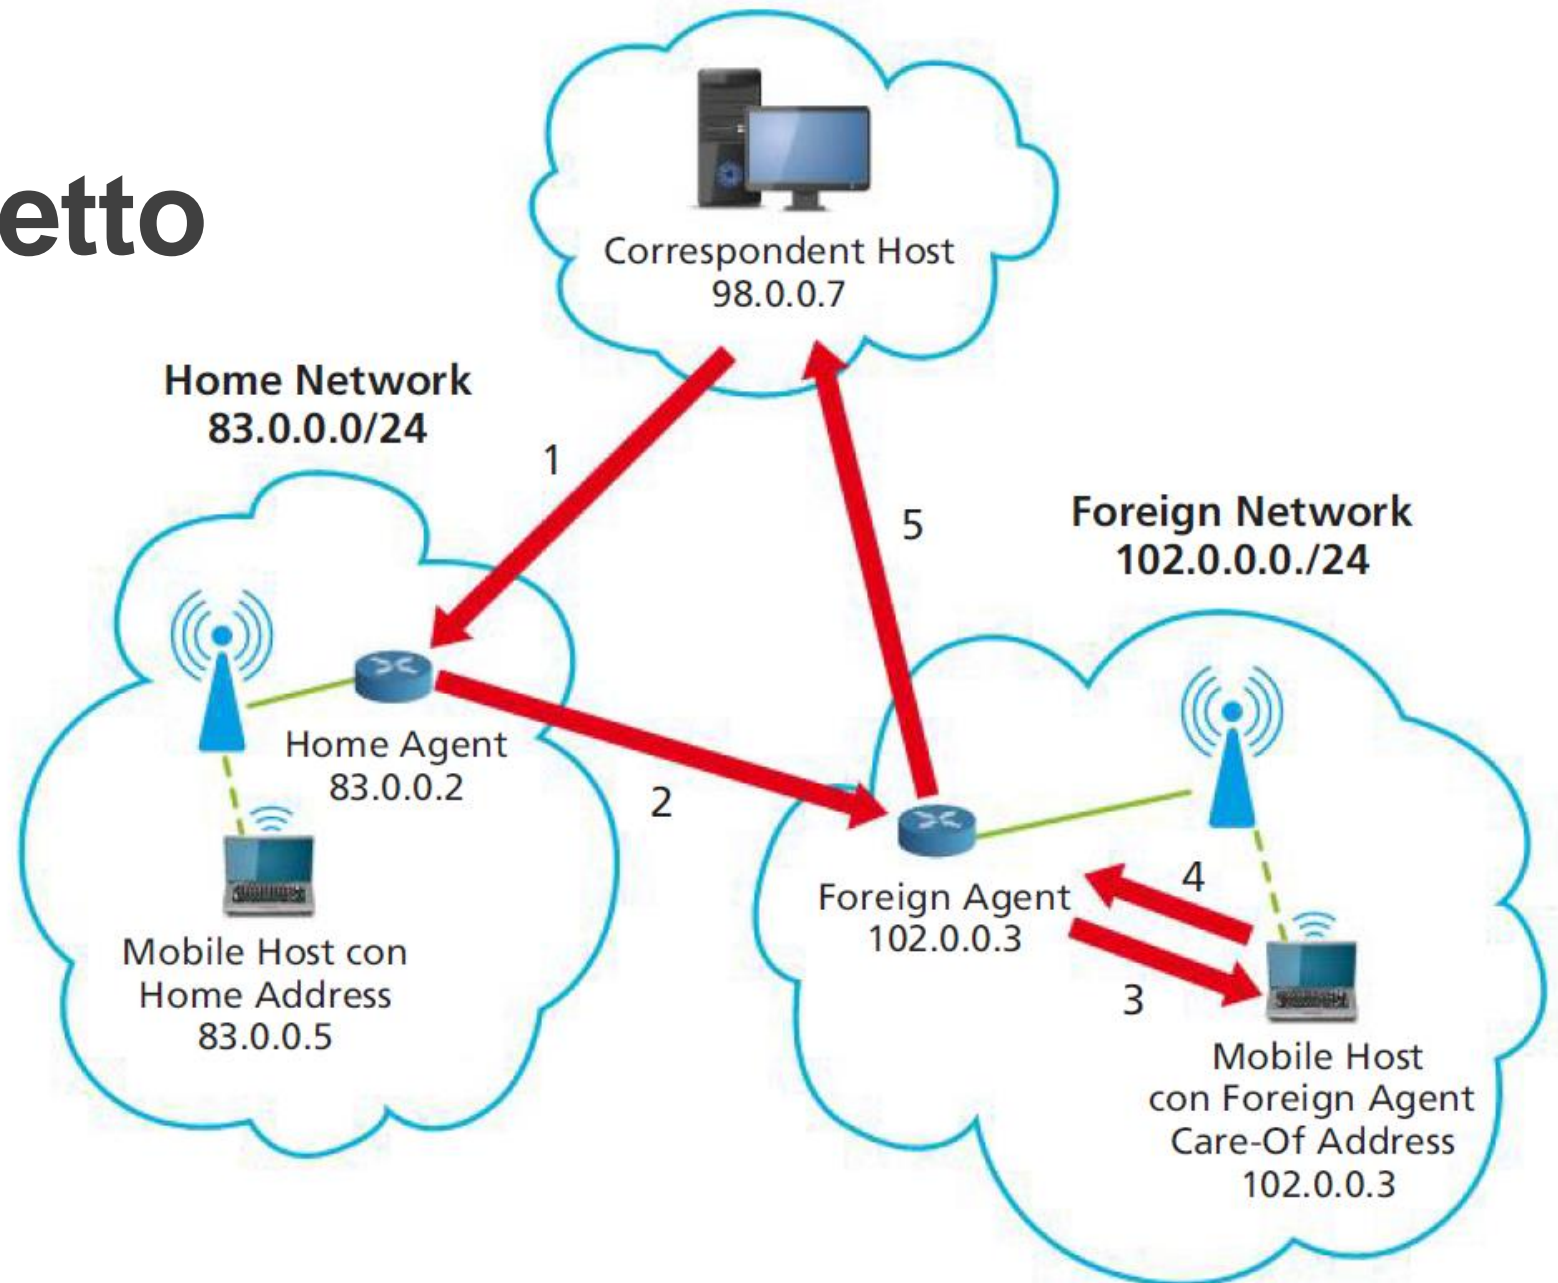 etto
Correspondent Host
98.0.0.7
Home Network
83.0.0.0/24
1
5
Foreign Network
102.0.0.0./24
Home Agent
83.0.0.2
2
Foreign Agent
102.0.0.3
4
3
Mobile Host con
Home Address
83.0.0.5
Mobile Host
con Foreign Agent
Care-Of Address
102.0.0.3